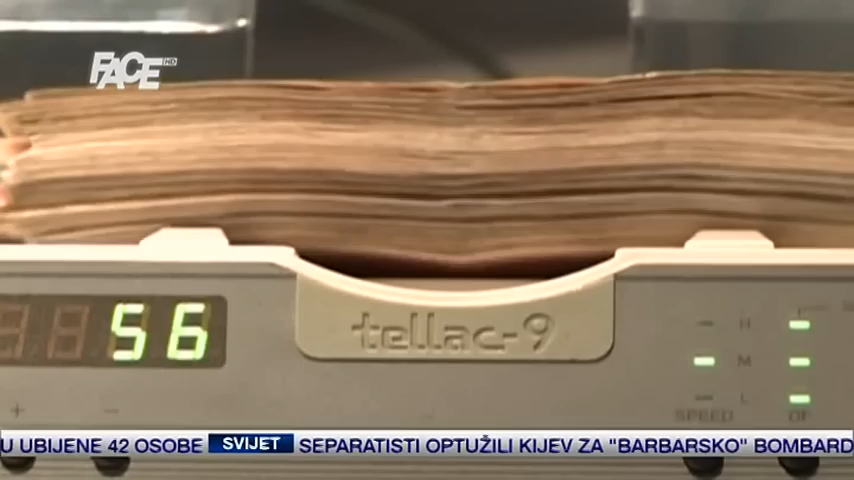 FACE HD
56
tellac-9
H
M
L
SPEED
+ −
U UBIJENE 42 OSOBE SVIJET SEPARATISTI OPTUŽILI KIJEV ZA "BARBARSKO" BOMBARD